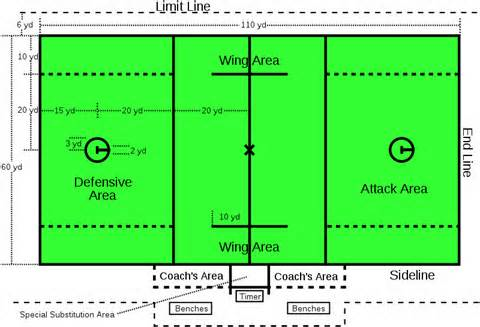 Limit Line
6 yd
110 yd
10 yd
Wing Area
20 yd
15 yd
20 yd
20 yd
3 yd
2 yd
60 yd
Defensive
Area
Attack Area
End Line
10 yd
Wing Area
Coach's Area
Coach's Area
Sideline
Timer
Special Substitution Area
Benches
Benches